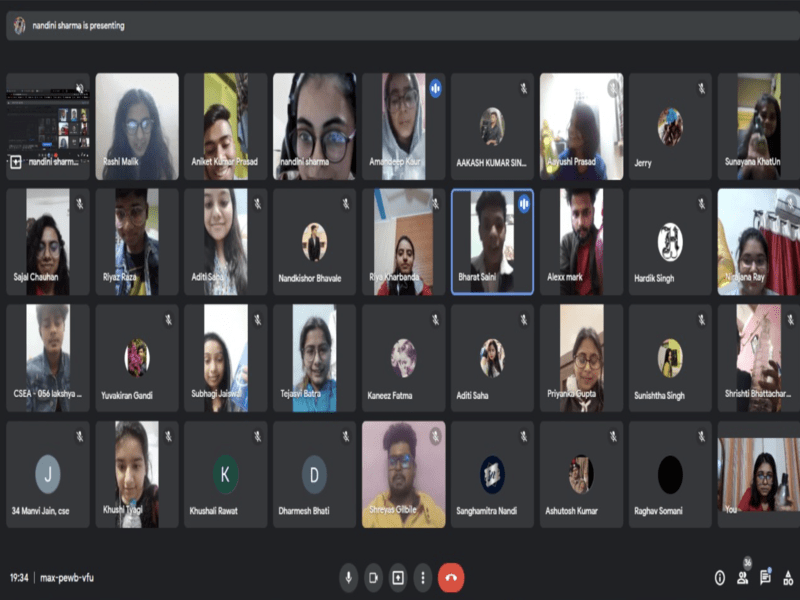 nandini sharma is presenting
nandini sharm...
Rashi Malik
Aniket Kumar Prasad
nandini sharma
Amandeep Kaur
AAKASH KUMAR SIN...
Aayushi Prasad
Jerry
Sunayana KhatUn
Sajal Chauhan
Riyaz Raza
Aditi Saha
Nandkishor Bhavale
Riya Kharbanda
Bharat Saini
Alexx mark
Hardik Singh
Nirajana Ray
CSEA - 056 lakshya ...
Yuvakiran Gandi
Subhagi Jaiswal
Tejasvi Batra
Kaneez Fatma
Aditi Saha
Priyanka Gupta
Sunishtha Singh
Shrishti Bhattachar...
J
34 Manvi Jain, cse
Khushi Tyagi
K
Khushali Rawat
D
Dharmesh Bhati
Shreyas Gilbile
Sanghamitra Nandi
Ashutosh Kumar
Raghav Somani
You
19:34 | max-pewb-vfu
36